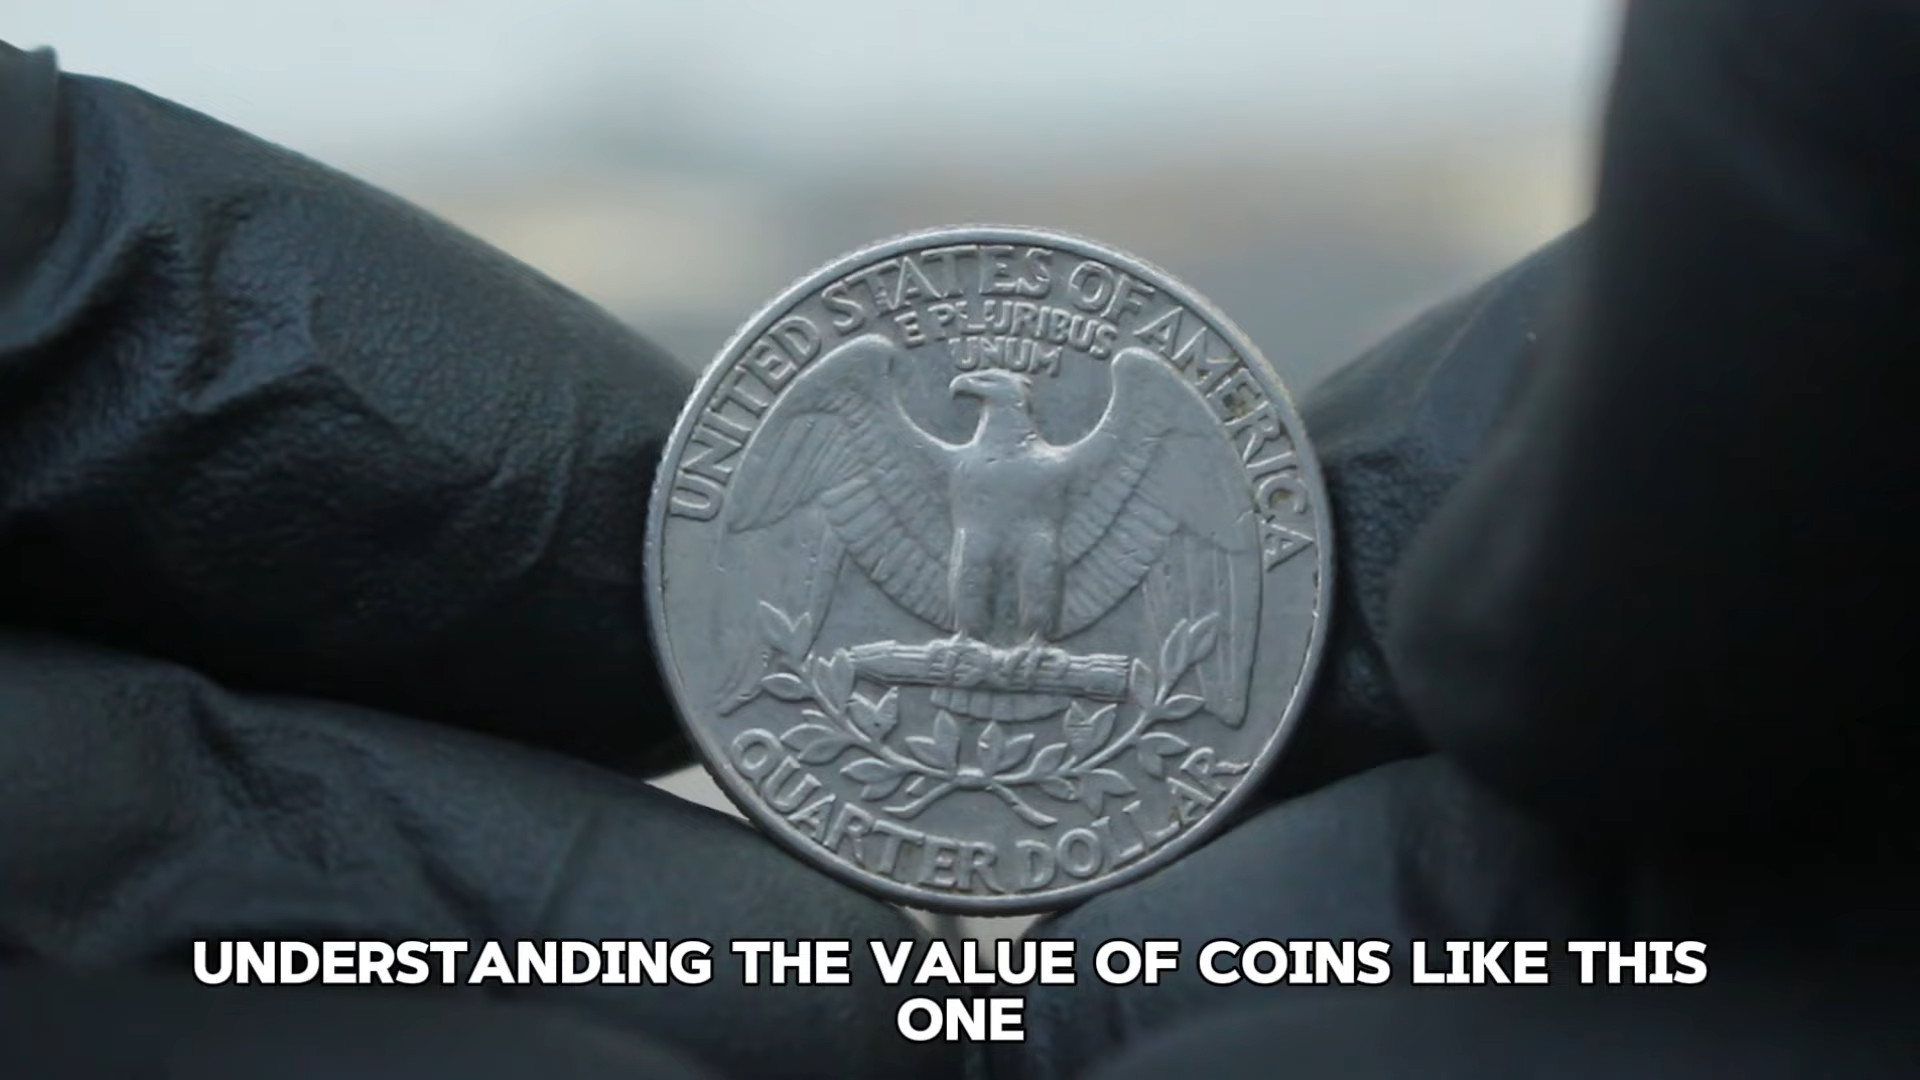 UNITED STATES OF AMERICA
E PLURIBUS
UNUM
QUARTER DOLLAR
UNDERSTANDING THE VALUE OF COINS LIKE THIS
ONE